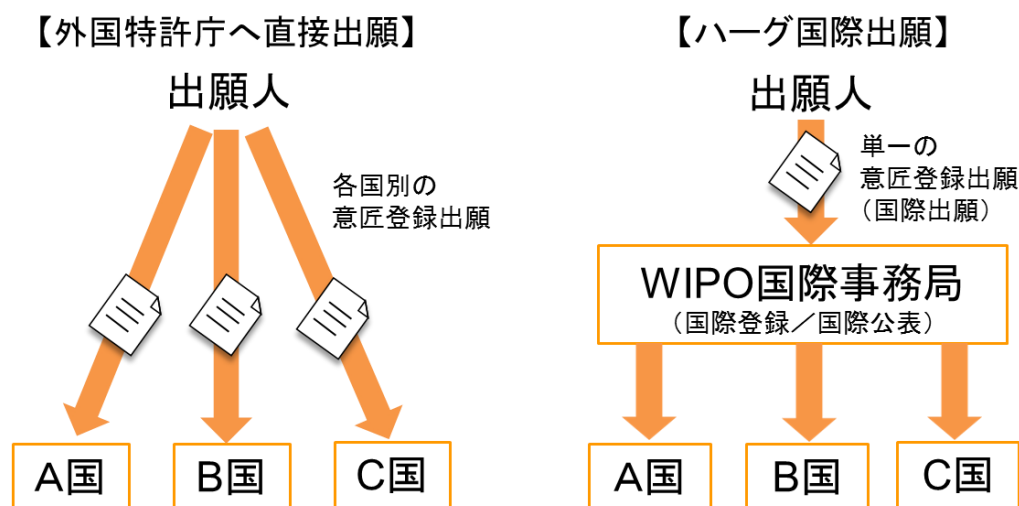 【外国特許庁へ直接出願】
出願人
各国別の
意匠登録出願
A国
B国
C国
【ハーグ国際出願】
出願人
単一の
意匠登録出願
（国際出願）
WIPO国際事務局
（国際登録／国際公表）
A国
B国
C国